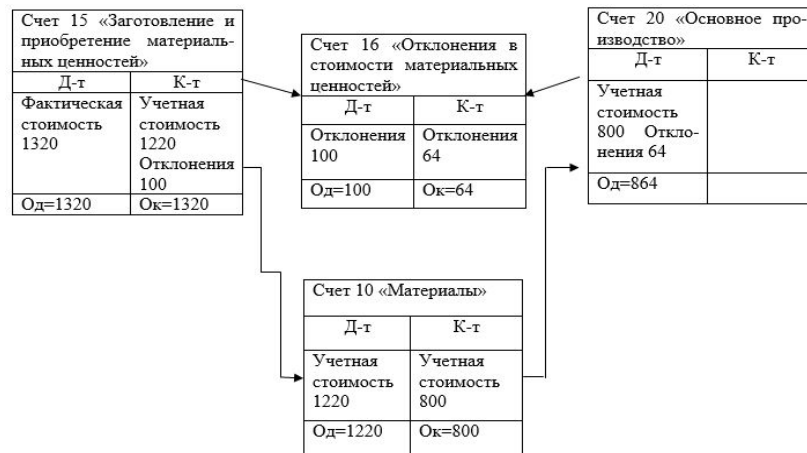 Счет 15 «Заготовление и
приобретение материаль-
ных ценностей»
Д-т К-т
Фактическая
стоимость
1320
Учетная
стоимость
1220
Отклонения
100
Од=1320 Ок=1320
Счет 16 «Отклонения в
стоимости материальных
ценностей»
Д-т К-т
Отклонения
100
Отклонения
64
Од=100 Ок=64
Счет 20 «Основное про-
изводство»
Д-т К-т
Учетная
стоимость
800 Откло-
нения 64
Од=864
Счет 10 «Материалы»
Д-т К-т
Учетная
стоимость
1220
Учетная
стоимость
800
Од=1220 Ок=800